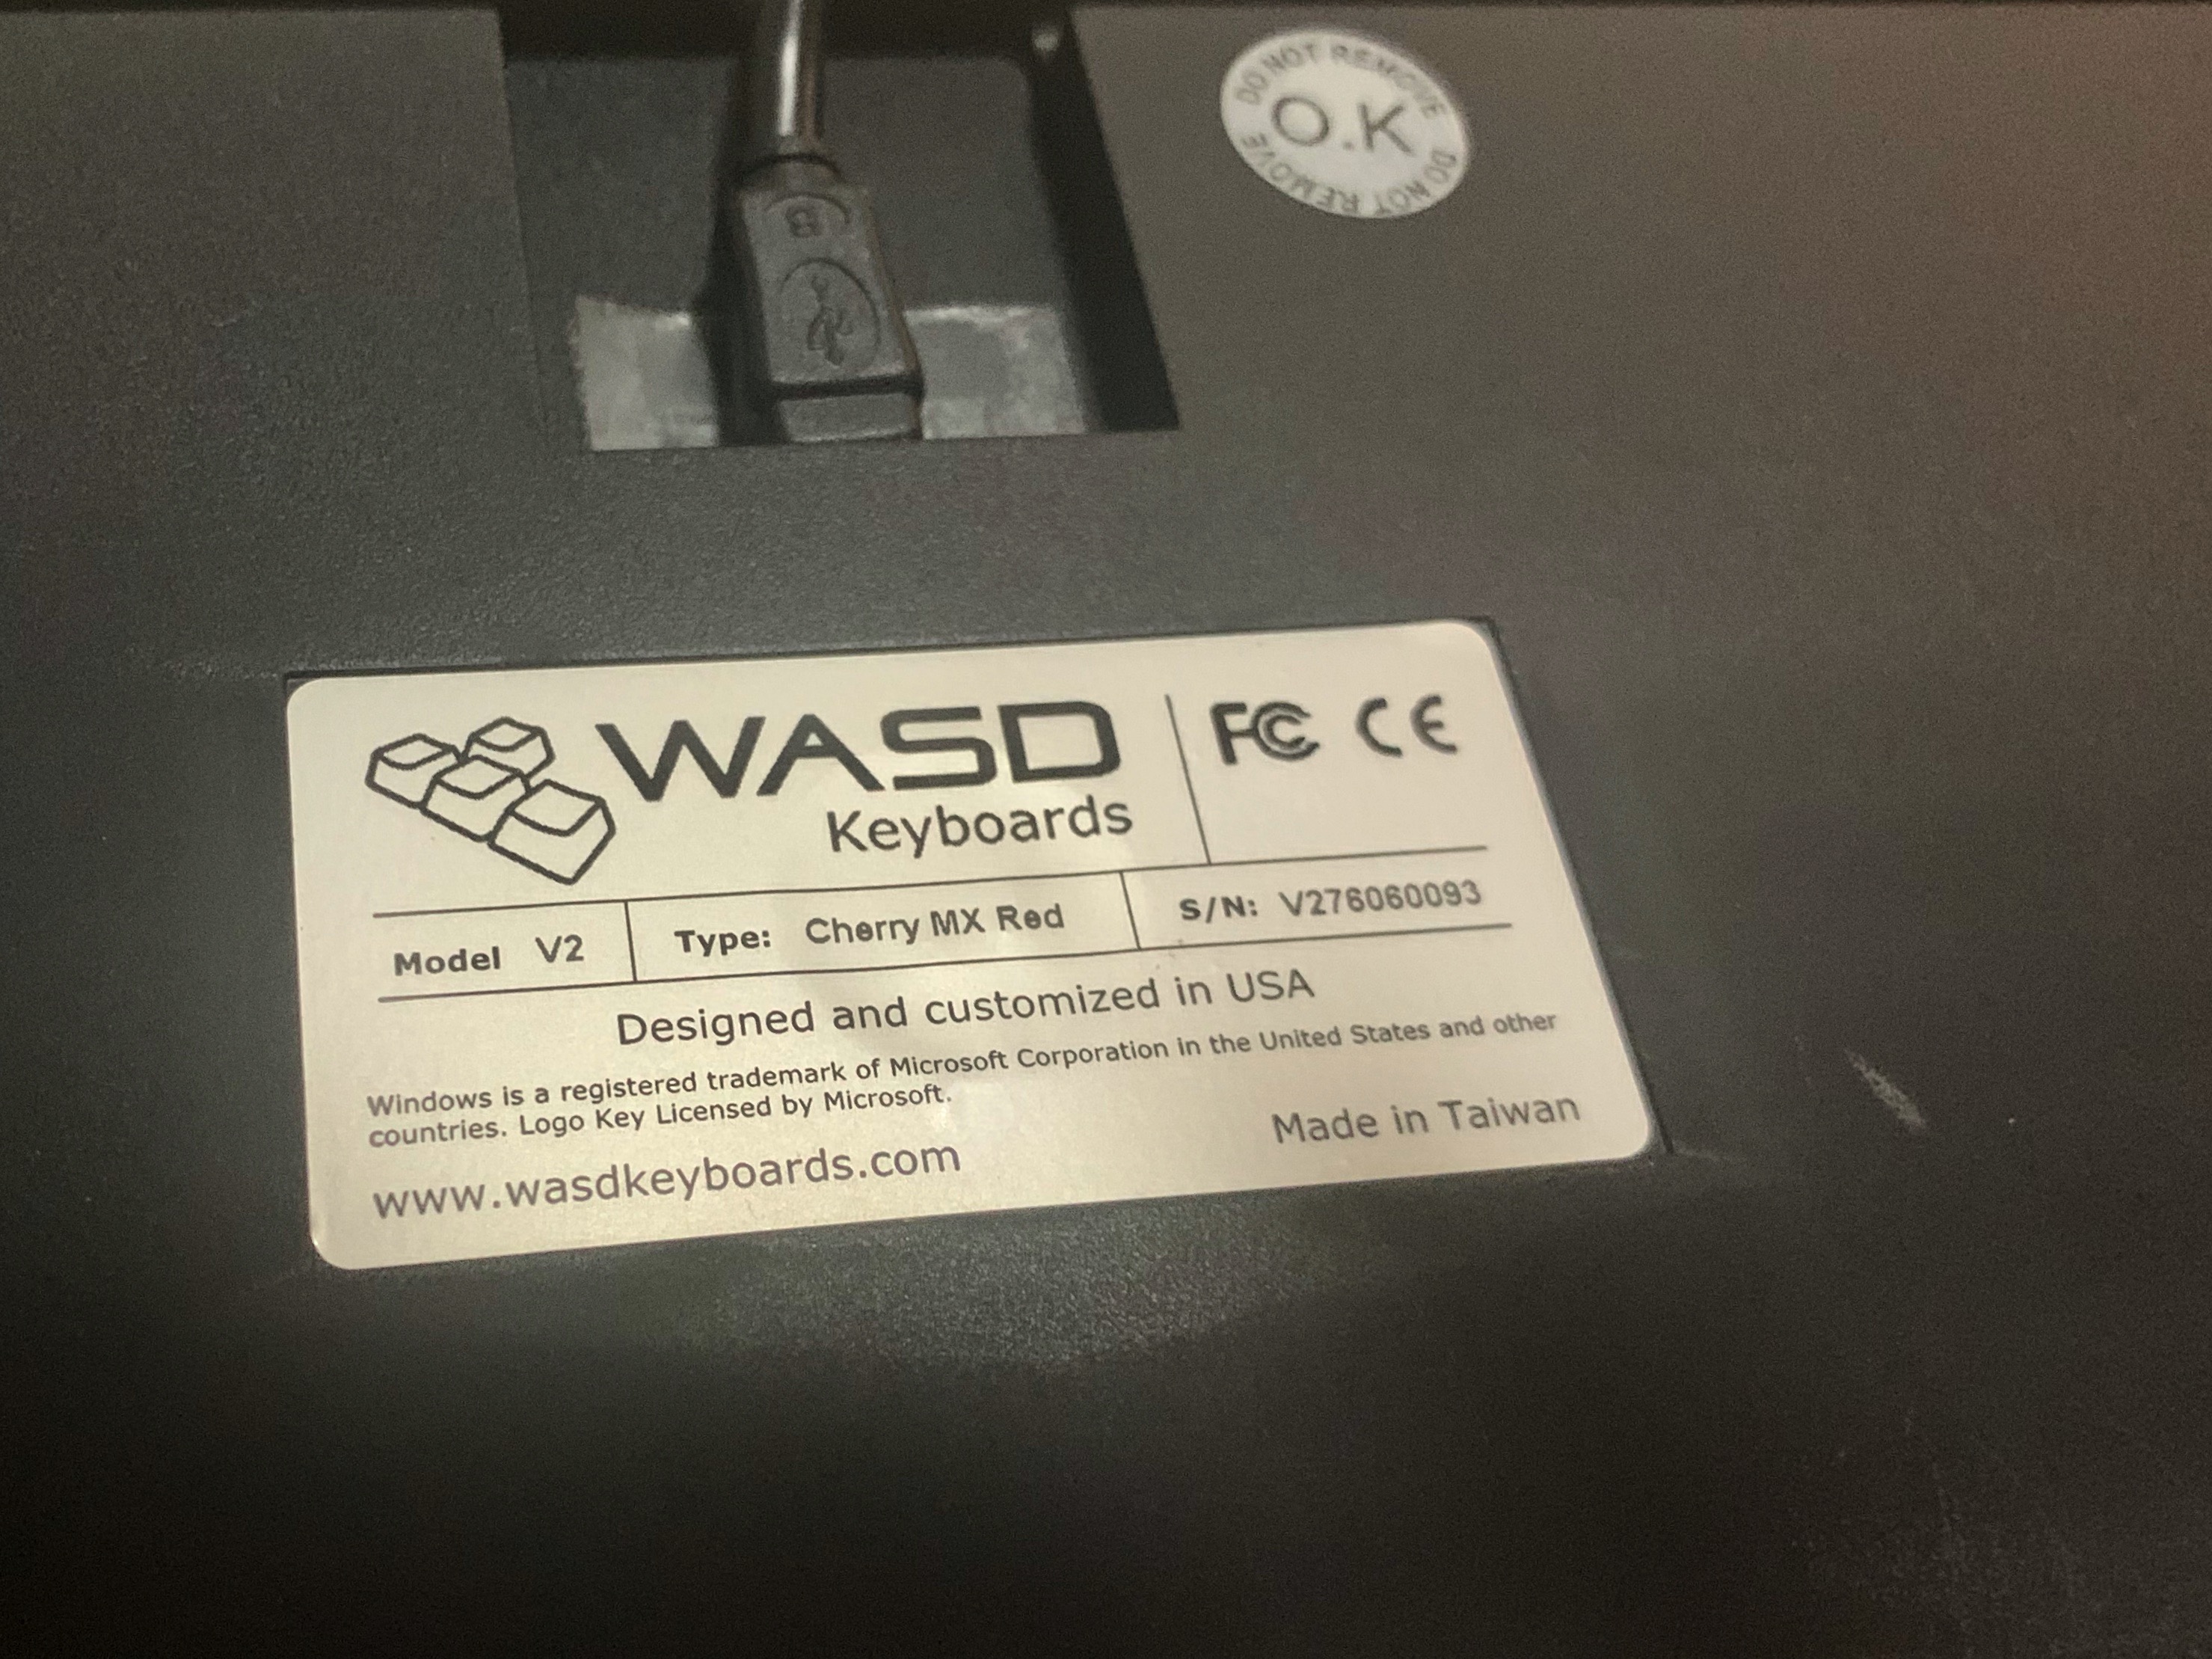 DO NOT REMOVE
O.K
DO NOT REMOVE
B
WASD
Keyboards
FC CE
Model V2 Type: Cherry MX Red S/N: V276060093
Designed and customized in USA
Windows is a registered trademark of Microsoft Corporation in the United States and other
countries. Logo Key Licensed by Microsoft.
www.wasdkeyboards.com
Made in Taiwan